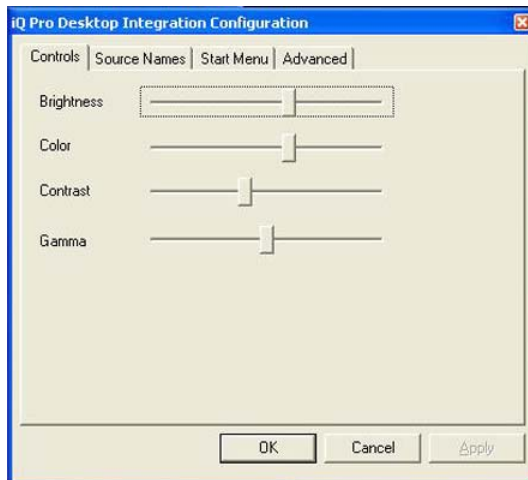 iQ Pro Desktop Integration Configuration
Controls Source Names Start Menu Advanced
Brightness
Color
Contrast
Gamma
OK Cancel Apply